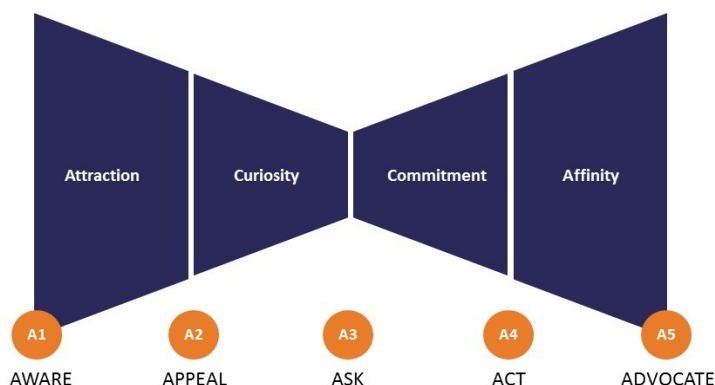 Attraction
Curiosity
Commitment
Affinity
A1
A2
A3
A4
A5
AWARE
APPEAL
ASK
ACT
ADVOCATE